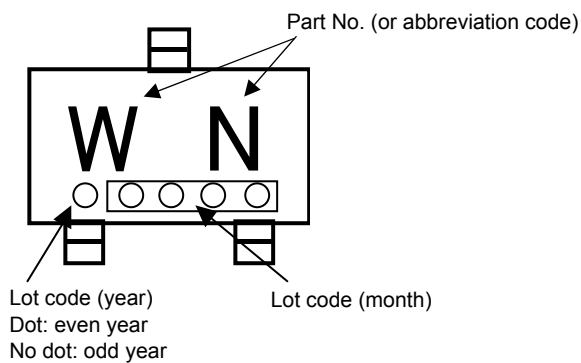 Part No. (or abbreviation code)
W N
Lot code (year)
Dot: even year
No dot: odd year
Lot code (month)